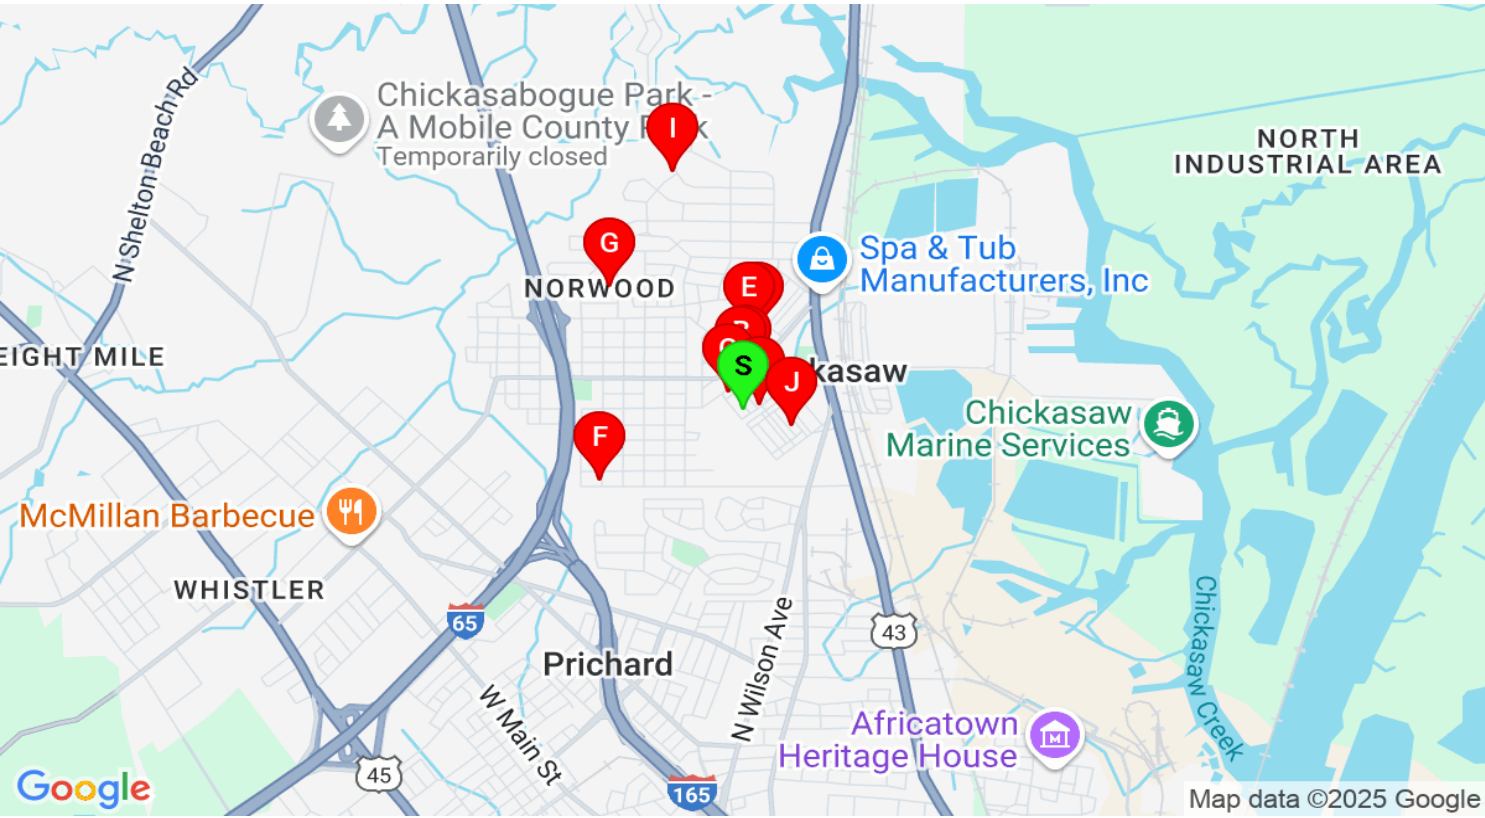 N Shelton Beach Rd
Chickasabogue Park -
A Mobile County
Temporarily closed
I
NORTH
INDUSTRIAL AREA
G
NORWOOD
Spa & Tub
Manufacturers, Inc
E
EIGHT MILE
S
J
kasaw
Chickasaw
Marine Services
F
McMillan Barbecue
WHISTLER
65
43
Prichard
N Wilson Ave
W Main St
Chickasaw Creek
Africatown
Heritage House
M
45
165
Google
Map data ©2025 Google